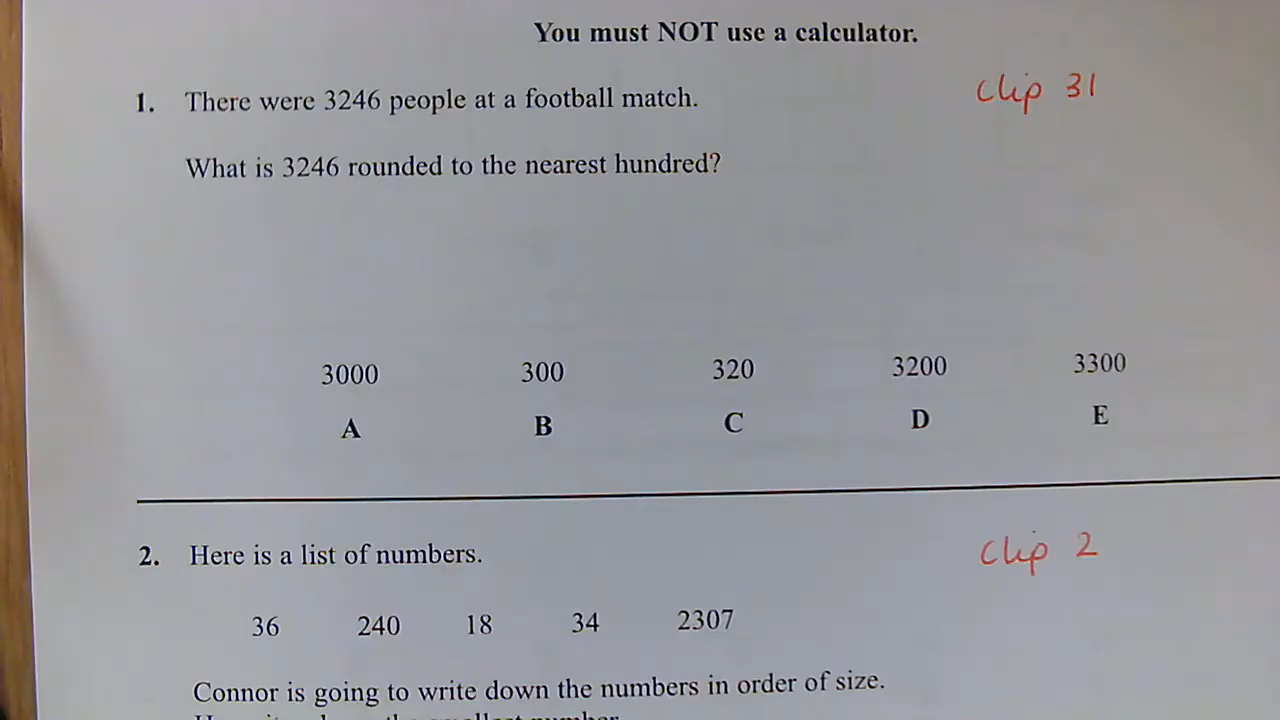 You must NOT use a calculator.
1. There were 3246 people at a football match.
Clip 31
What is 3246 rounded to the nearest hundred?
3000 300 320 3200 3300
A B C D E
2. Here is a list of numbers.
Clip 2
36 240 18 34 2307
Connor is going to write down the numbers in order of size.